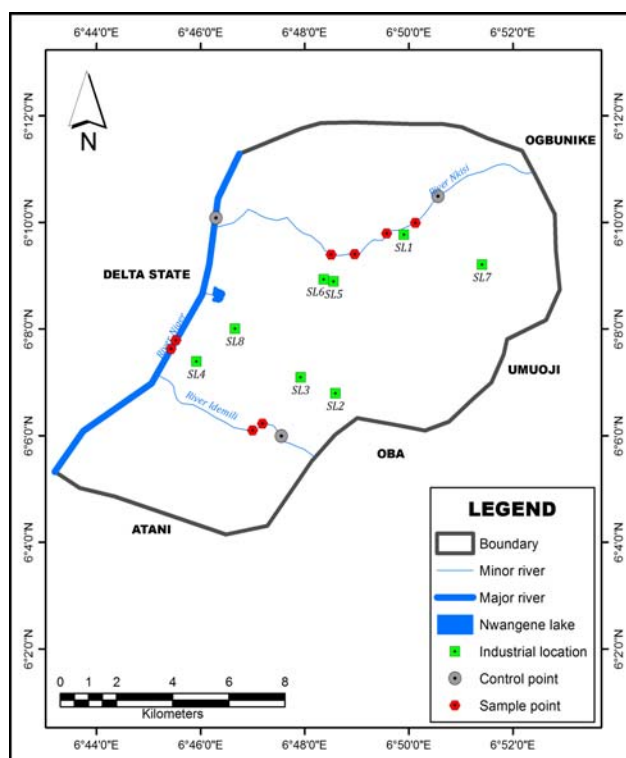 6°44'0"E 6°46'0"E 6°48'0"E 6°50'0"E 6°52'0"E
6°12'0"N 6°12'0"N
N
OGBUNIKE
River Nkisi
6°10'0"N 6°10'0"N
SL1
DELTA STATE
SL7
SL6 SL5
6°8'0"N 6°8'0"N
River Niger
SL8
SL4
UMUOJI
SL3
SL2
River Idemili
6°6'0"N 6°6'0"N
OBA
ATANI
6°4'0"N 6°4'0"N
6°2'0"N 6°2'0"N
LEGEND
Boundary
Minor river
Major river
Nwangene lake
Industrial location
Control point
Sample point
0 1 2 4 6 8
Kilometers
6°44'0"E 6°46'0"E 6°48'0"E 6°50'0"E 6°52'0"E